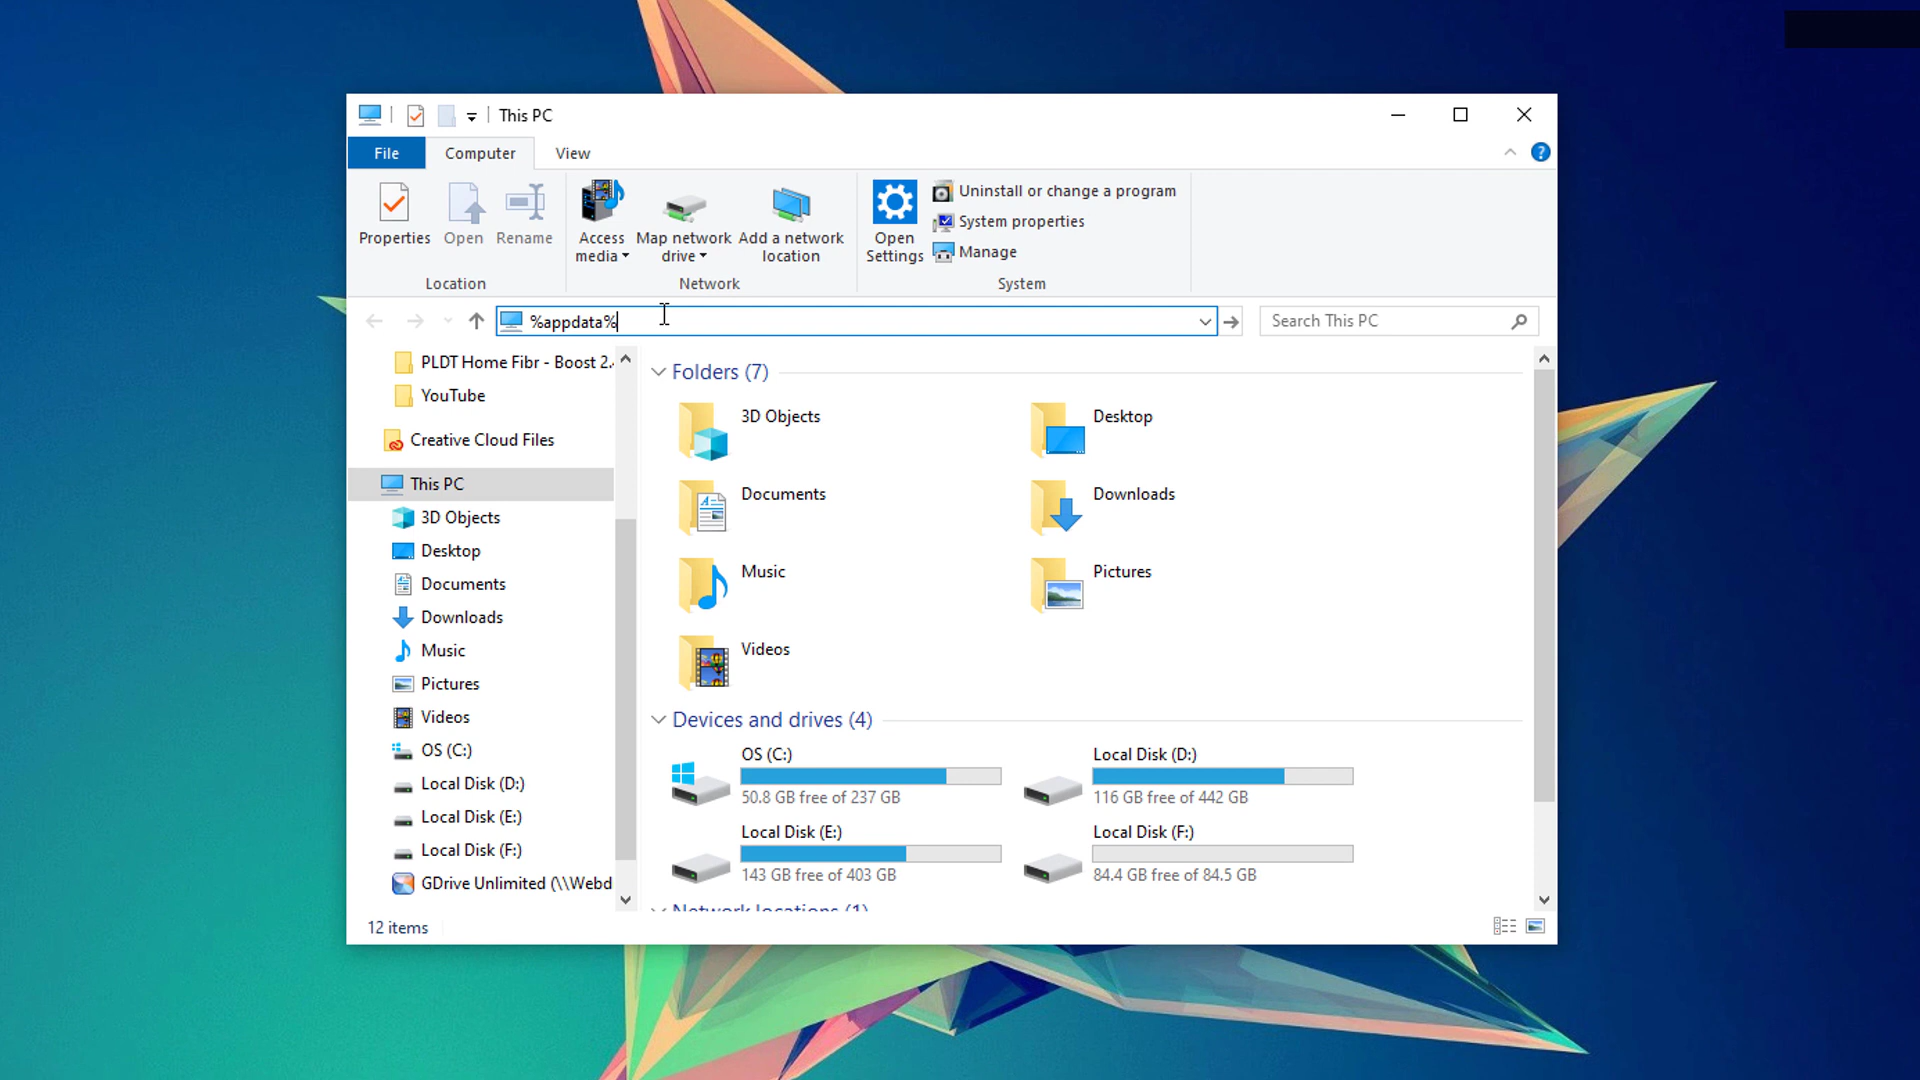 This PC
File Computer View
Properties Open Rename
Access media Map network drive Add a network location
Open Settings
Uninstall or change a program
System properties
Manage
Location Network System
%appdata%
Search This PC
PLDT Home Fibr - Boost 2.
YouTube
Creative Cloud Files
This PC
3D Objects
Desktop
Documents
Downloads
Music
Pictures
Videos
OS (C:)
Local Disk (D:)
Local Disk (E:)
Local Disk (F:)
GDrive Unlimited (\\Webd
Folders (7)
3D Objects
Desktop
Documents
Downloads
Music
Pictures
Videos
Devices and drives (4)
OS (C:)
50.8 GB free of 237 GB
Local Disk (D:)
116 GB free of 442 GB
Local Disk (E:)
143 GB free of 403 GB
Local Disk (F:)
84.4 GB free of 84.5 GB
Network locations (1)
12 items